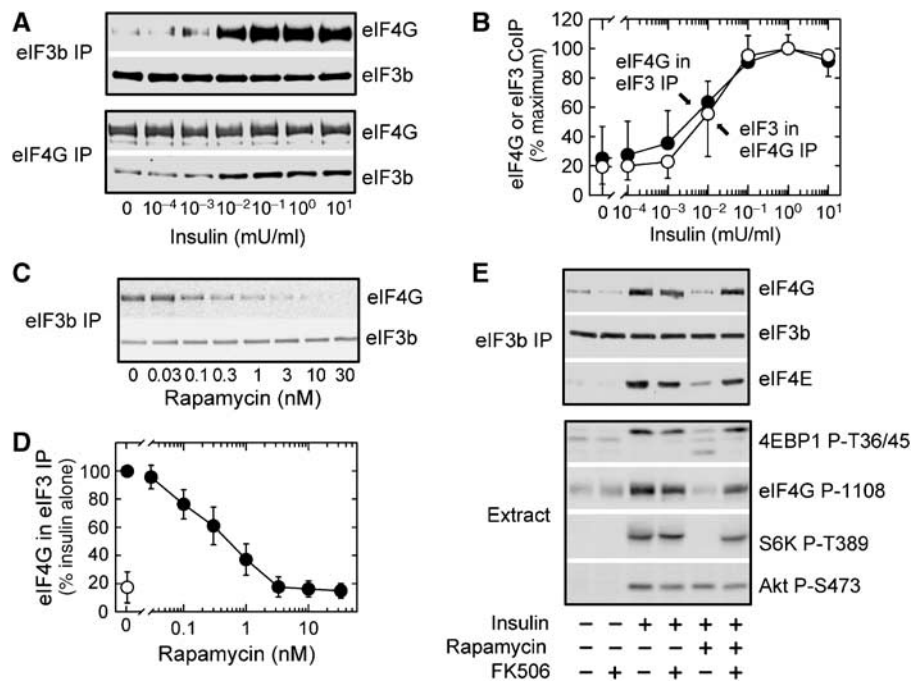 A
eIF3b IP
eIF4G
eIF3b
eIF4G IP
eIF4G
eIF3b
0 10⁻⁴ 10⁻³ 10⁻² 10⁻¹ 10⁰ 10¹
Insulin (mU/ml)
B
eIF4G or eIF3 CoIP
(% maximum)
120
100
80
60
40
20
0
eIF4G in
eIF3 IP
eIF3 in
eIF4G IP
0 10⁻⁴ 10⁻³ 10⁻² 10⁻¹ 10⁰ 10¹
Insulin (mU/ml)
C
eIF3b IP
eIF4G
eIF3b
0 0.03 0.1 0.3 1 3 10 30
Rapamycin (nM)
D
eIF4G in eIF3 IP
(% insulin alone)
100
80
60
40
20
0
0 0.1 1 10
Rapamycin (nM)
E
eIF3b IP
eIF4G
eIF3b
eIF4E
Extract
4EBP1 P-T36/45
eIF4G P-1108
S6K P-T389
Akt P-S473
Insulin − − + + + +
Rapamycin − − − − + +
FK506 − + − + − +